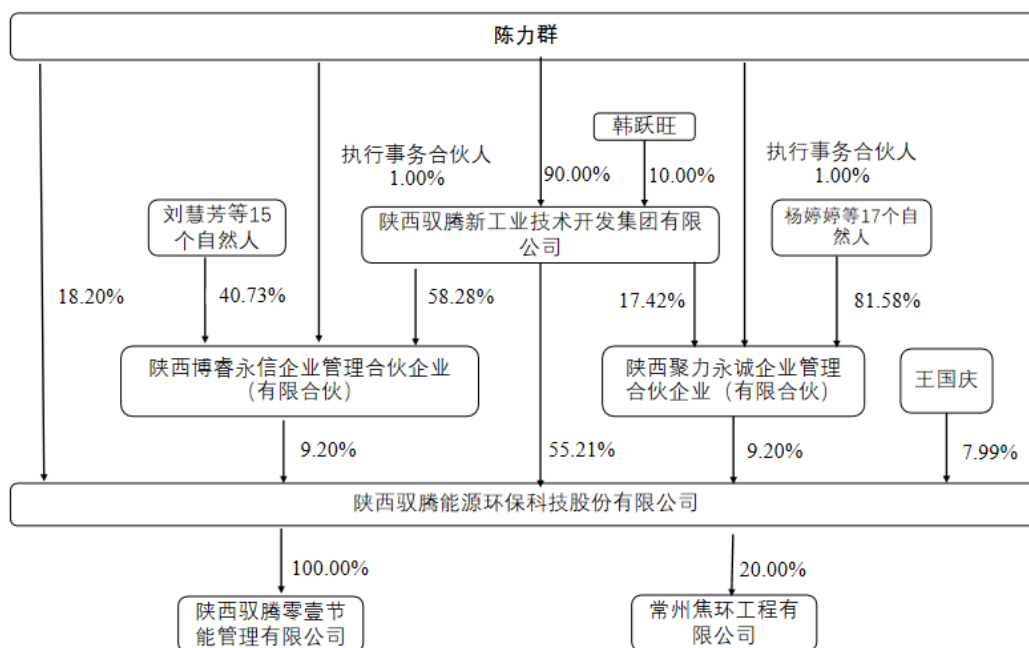 陈力群
韩跃旺
执行事务合伙人
1.00%
90.00%
10.00%
执行事务合伙人
1.00%
刘慧芳等15
个自然人
陕西驭腾新工业技术开发集团有限
公司
杨婷婷等17个自
然人
18.20%
40.73%
58.28%
17.42%
81.58%
陕西博睿永信企业管理合伙企业
（有限合伙）
陕西聚力永诚企业管理
合伙企业（有限合伙）
王国庆
9.20%
55.21%
9.20%
7.99%
陕西驭腾能源环保科技股份有限公司
100.00%
20.00%
陕西驭腾零壹节
能管理有限公司
常州焦环工程有
限公司